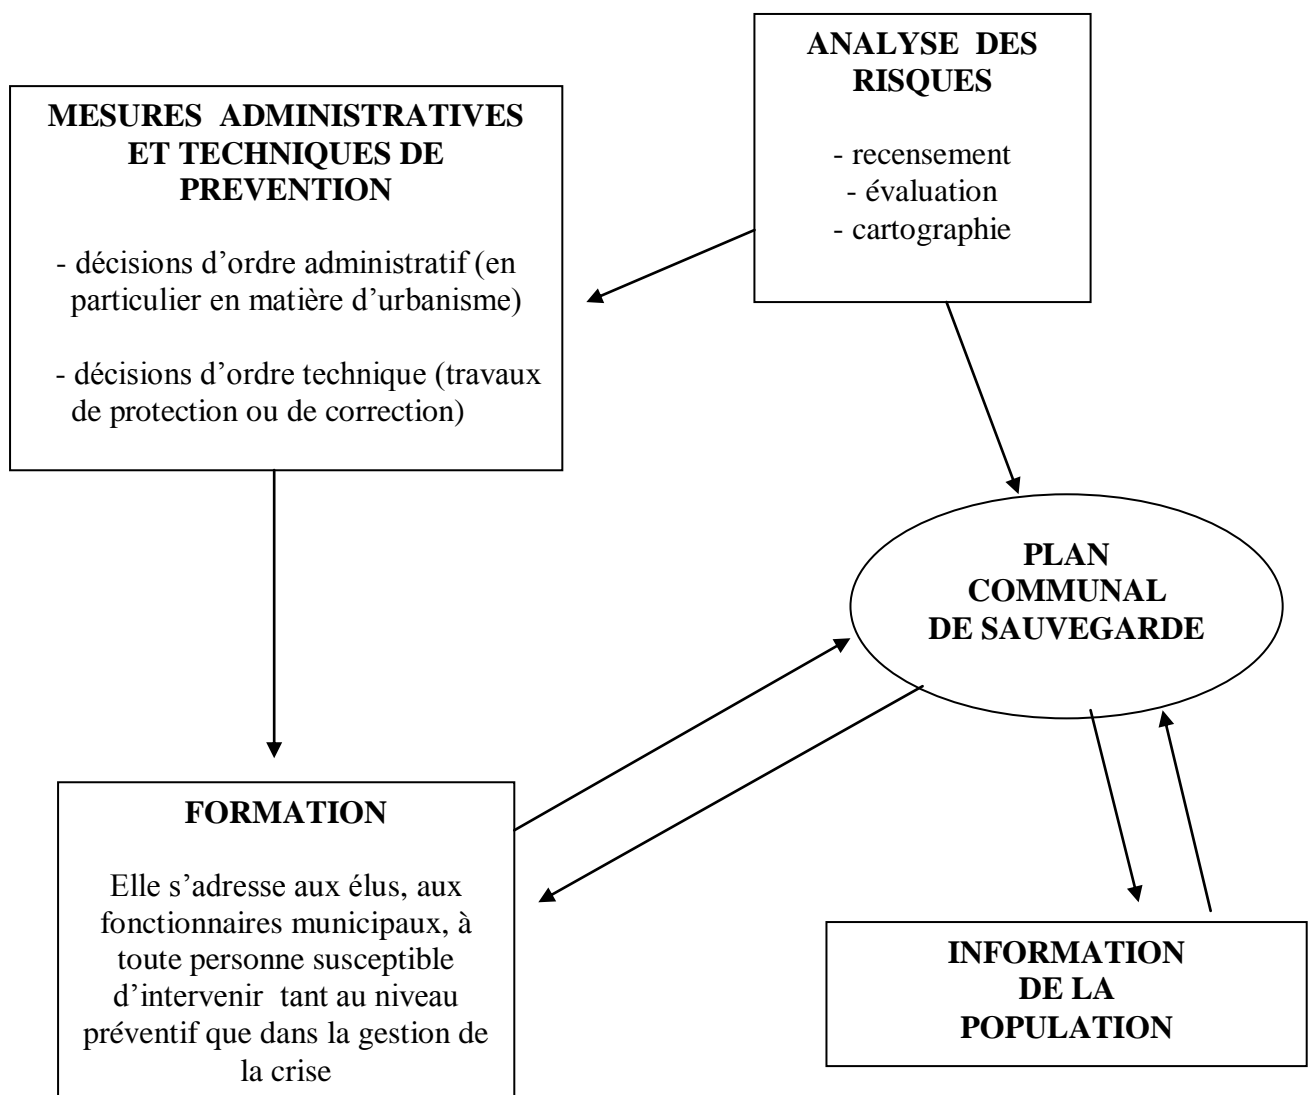 ANALYSE DES
RISQUES
- recensement
- évaluation
- cartographie
MESURES ADMINISTRATIVES
ET TECHNIQUES DE
PREVENTION
- décisions d’ordre administratif (en
particulier en matière d’urbanisme)
- décisions d’ordre technique (travaux
de protection ou de correction)
PLAN
COMMUNAL
DE SAUVEGARDE
FORMATION
Elle s’adresse aux élus, aux
fonctionnaires municipaux, à
toute personne susceptible
d’intervenir tant au niveau
préventif que dans la gestion de
la crise
INFORMATION
DE LA
POPULATION